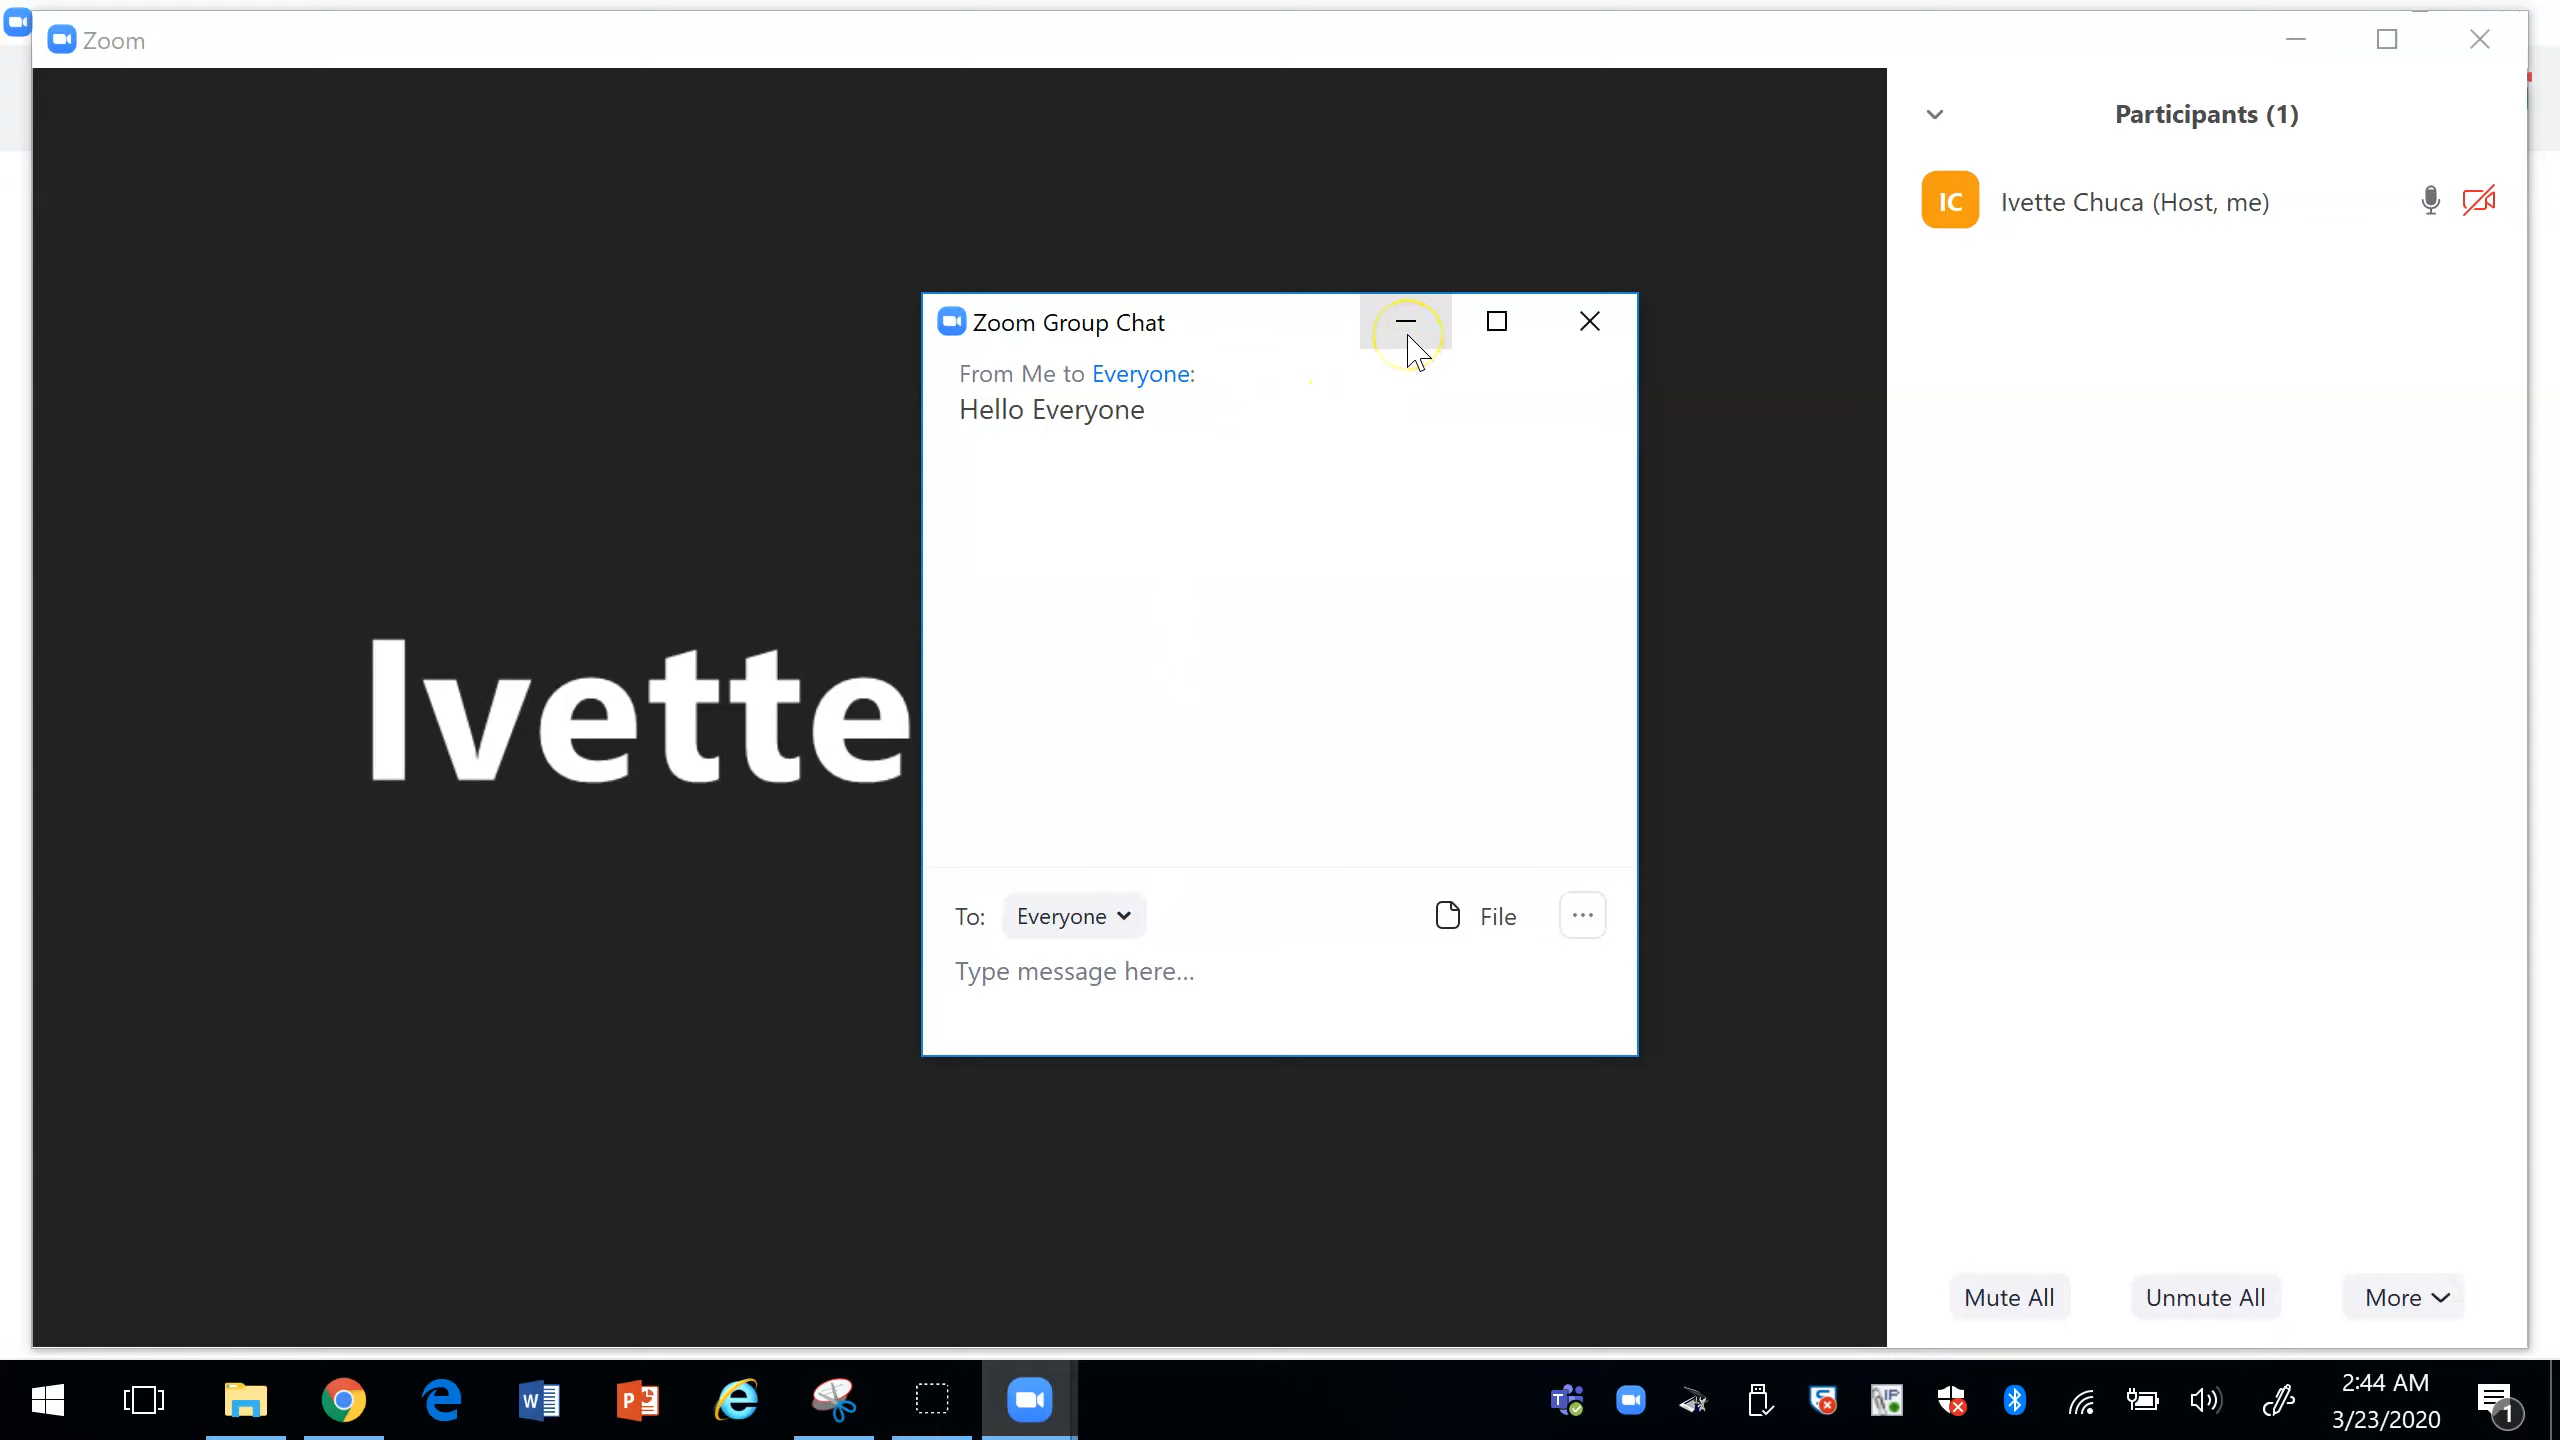 Zoom
Participants (1)
IC Ivette Chuca (Host, me)
Zoom Group Chat
From Me to Everyone:
Hello Everyone
Ivette
To: Everyone File ...
Type message here...
Mute All Unmute All More
2:44 AM
3/23/2020
1